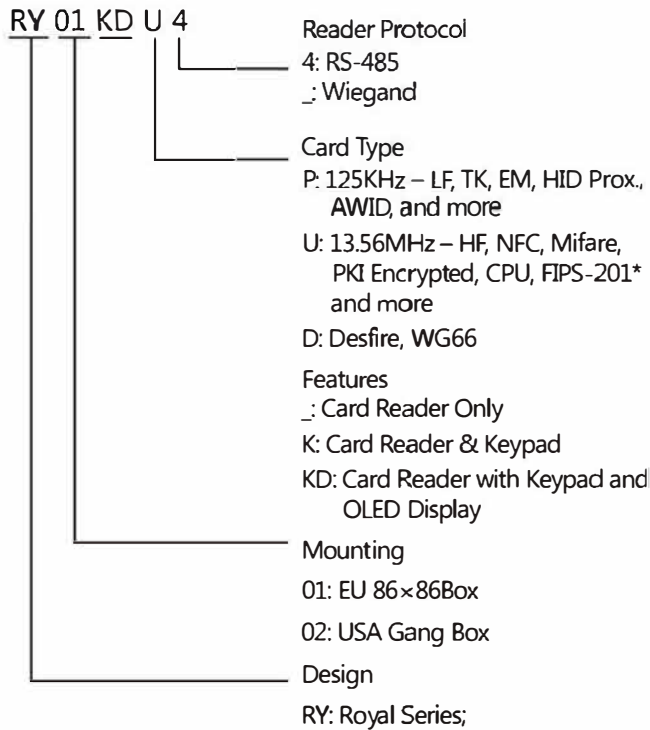 RY 01 KD U 4
Reader Protocol
4: RS-485
_: Wiegand
Card Type
P: 125KHz – LF, TK, EM, HID Prox.,
AWID, and more
U: 13.56MHz – HF, NFC, Mifare,
PKI Encrypted, CPU, FIPS-201*
and more
D: Desfire, WG66
Features
_: Card Reader Only
K: Card Reader & Keypad
KD: Card Reader with Keypad and
OLED Display
Mounting
01: EU 86×86Box
02: USA Gang Box
Design
RY: Royal Series;